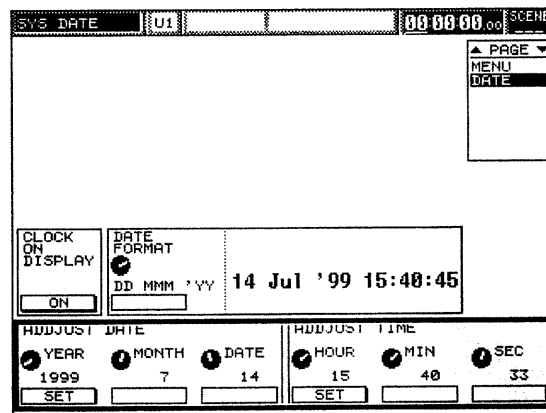 SYS DATE U1 00:00:00.00 SCENE
▲ PAGE ▼
MENU
DATE
CLOCK
ON
DISPLAY
ON
DATE
FORMAT
DD MMM 'YY
14 Jul '99 15:40:45
ADDJUST DATE
YEAR MONTH DATE
1999 7 14
SET
ADDJUST TIME
HOUR MIN SEC
15 40 33
SET